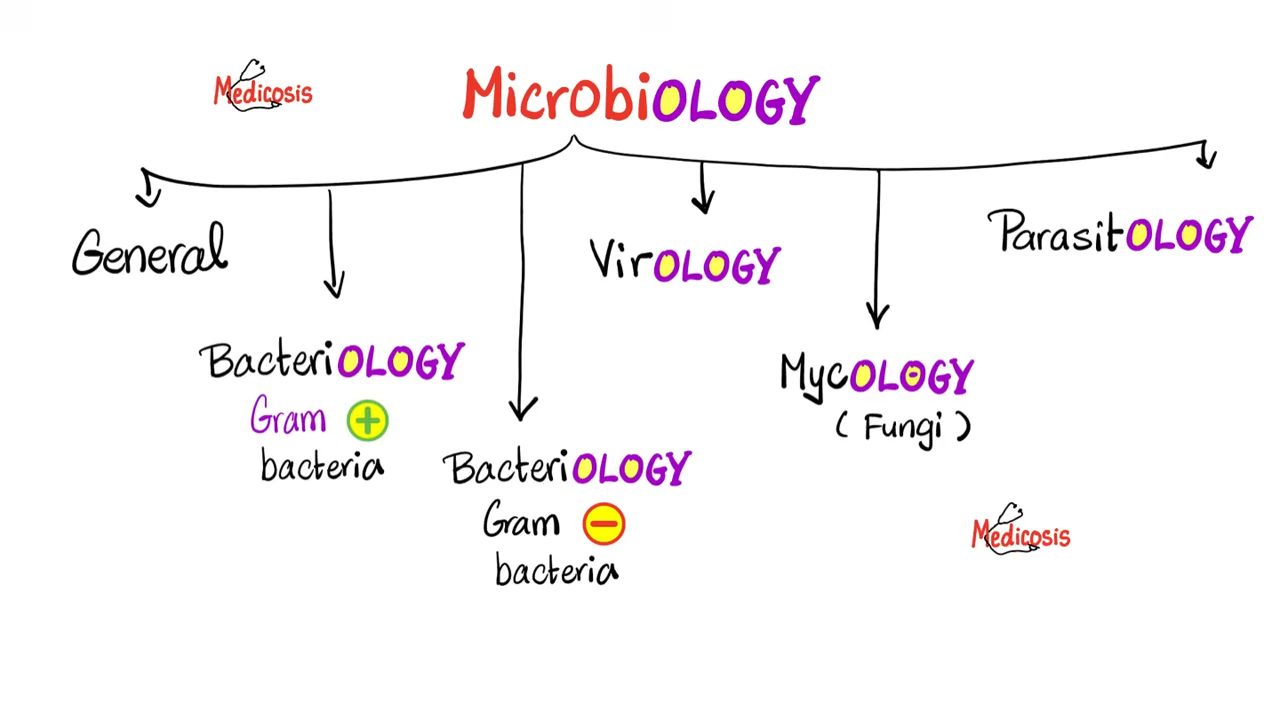 Medicosis
MicrobiOLOGY
General
BacteriOLOGY
Gram +
bacteria
BacteriOLOGY
Gram −
bacteria
VirOLOGY
MycOLOGY
( Fungi )
ParasitOLOGY
Medicosis